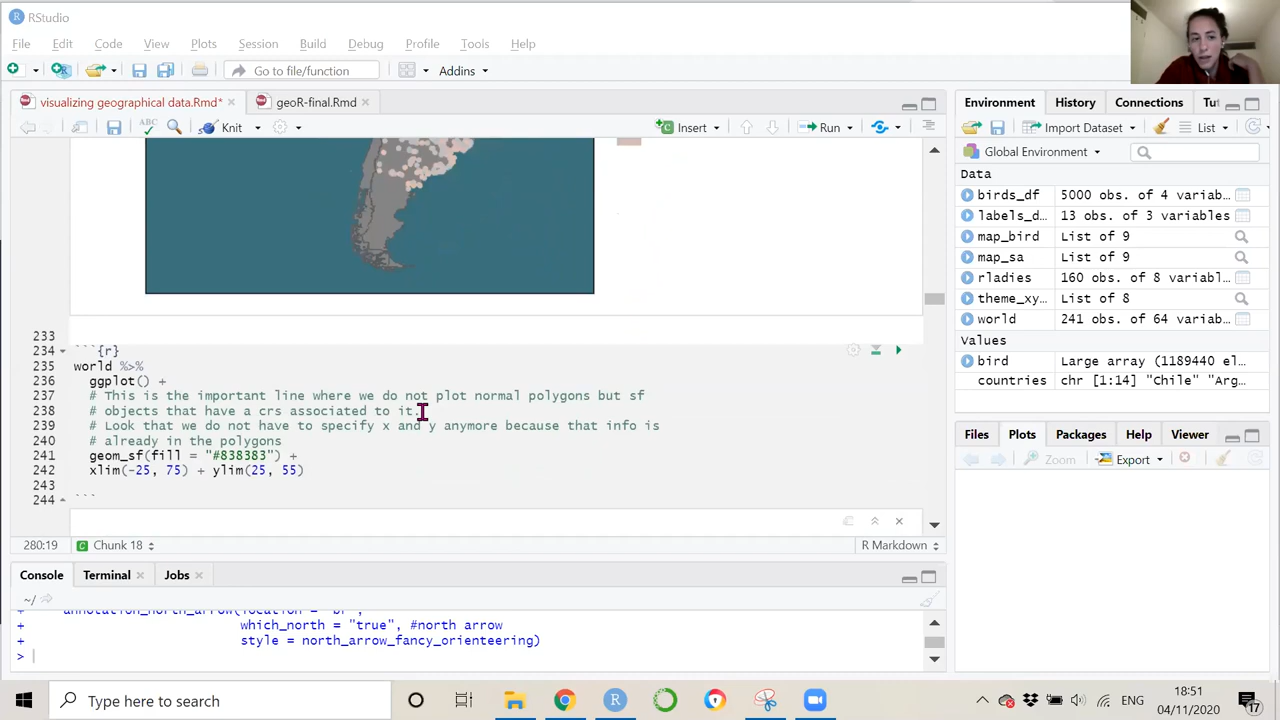 RStudio
File Edit Code View Plots Session Build Debug Profile Tools Help
Go to file/function Addins
visualizing geographical data.Rmd* geoR-final.Rmd
ABC Knit Insert Run
233
234 ```{r}
235 world %>%
236 ggplot() +
237 # This is the important line where we do not plot normal polygons but sf
238 # objects that have a crs associated to it.
239 # Look that we do not have to specify x and y anymore because that info is
240 # already in the polygons
241 geom_sf(fill = "#838383") +
242 xlim(-25, 75) + ylim(25, 55)
243
244 ```
280:19 Chunk 18 R Markdown
Console Terminal Jobs
~/
+ annotation_north_arrow(location = "br",
+ which_north = "true", #north arrow
+ style = north_arrow_fancy_orienteering)
>
Environment History Connections Tu
Import Dataset List
Global Environment
Data
birds_df 5000 obs. of 4 variab…
labels_d… 13 obs. of 3 variables
map_bird List of 9
map_sa List of 9
rladies 160 obs. of 8 variabl…
theme_xy… List of 8
world 241 obs. of 64 variab…
Values
bird Large array (1189440 el…
countries chr [1:14] "Chile" "Arg…
Files Plots Packages Help Viewer
Zoom Export
Type here to search
ENG
18:51
04/11/2020
17